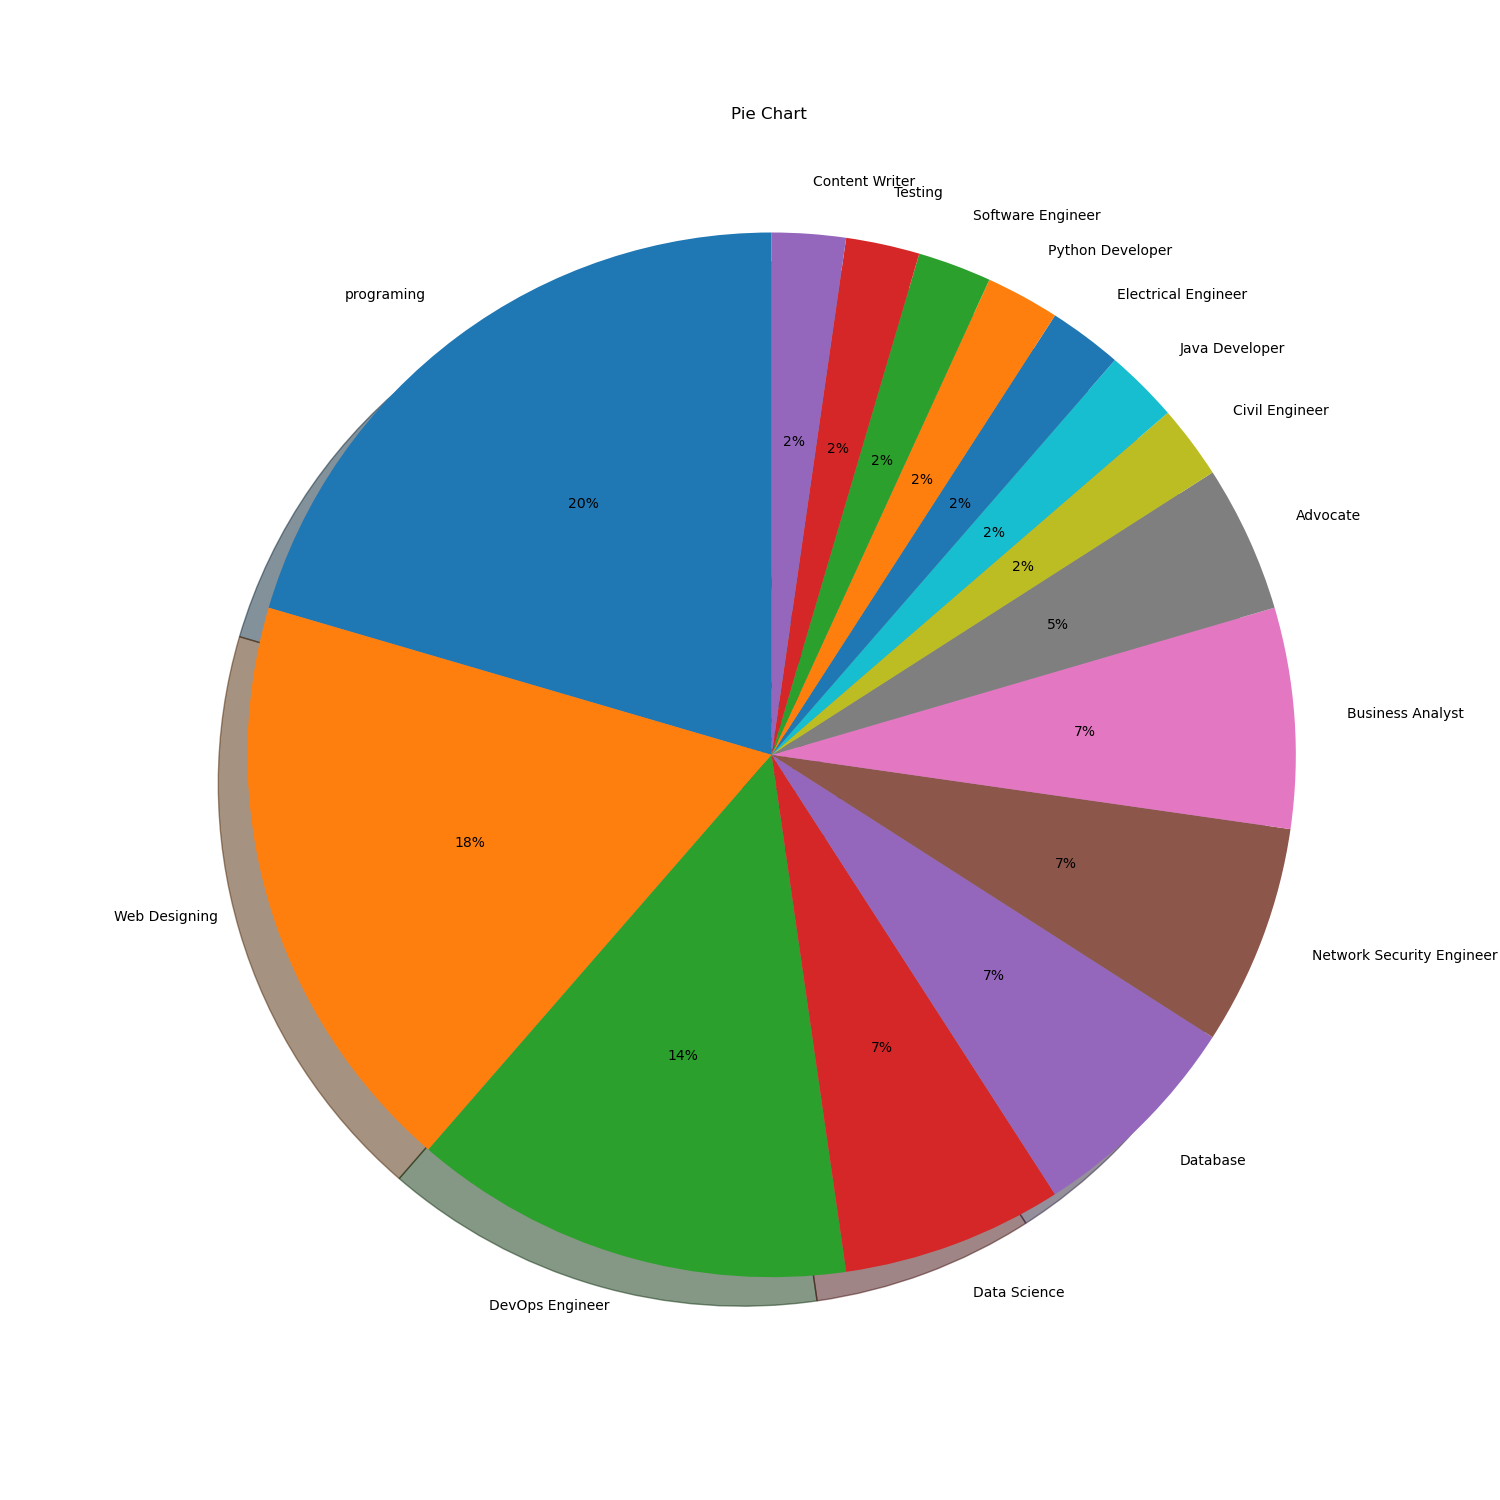 Pie Chart
Content Writer
Testing
Software Engineer
Python Developer
Electrical Engineer
Java Developer
Civil Engineer
Advocate
Business Analyst
Network Security Engineer
Database
Data Science
DevOps Engineer
Web Designing
programing
2%
2%
2%
2%
2%
2%
2%
5%
7%
7%
7%
7%
14%
18%
20%